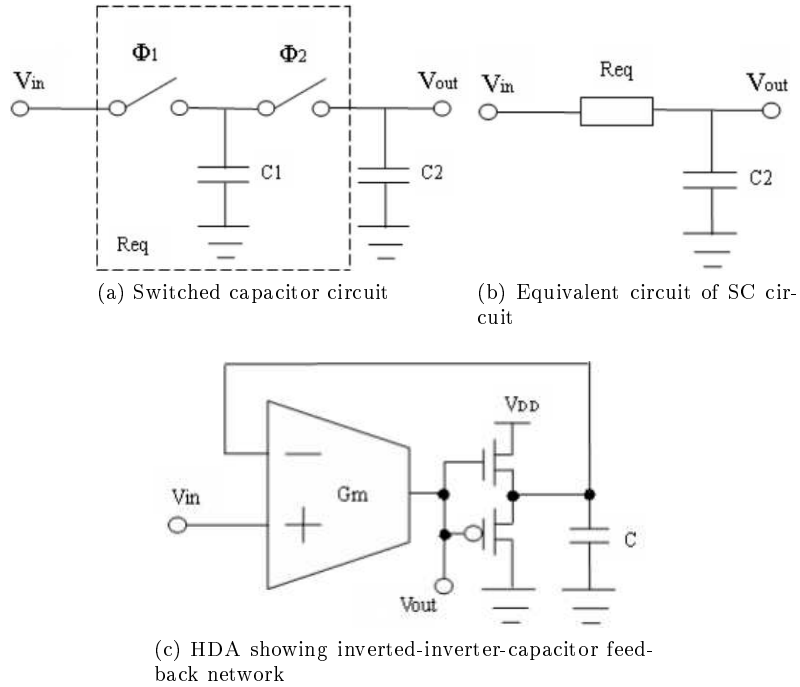 Φ1
Φ2
Vin
Vout
C1
C2
Req
(a) Switched capacitor circuit
Req
Vin
Vout
C2
(b) Equivalent circuit of SC cir-
cuit
VDD
Vin
Gm
C
Vout
(c) HDA showing inverted-inverter-capacitor feed-
back network